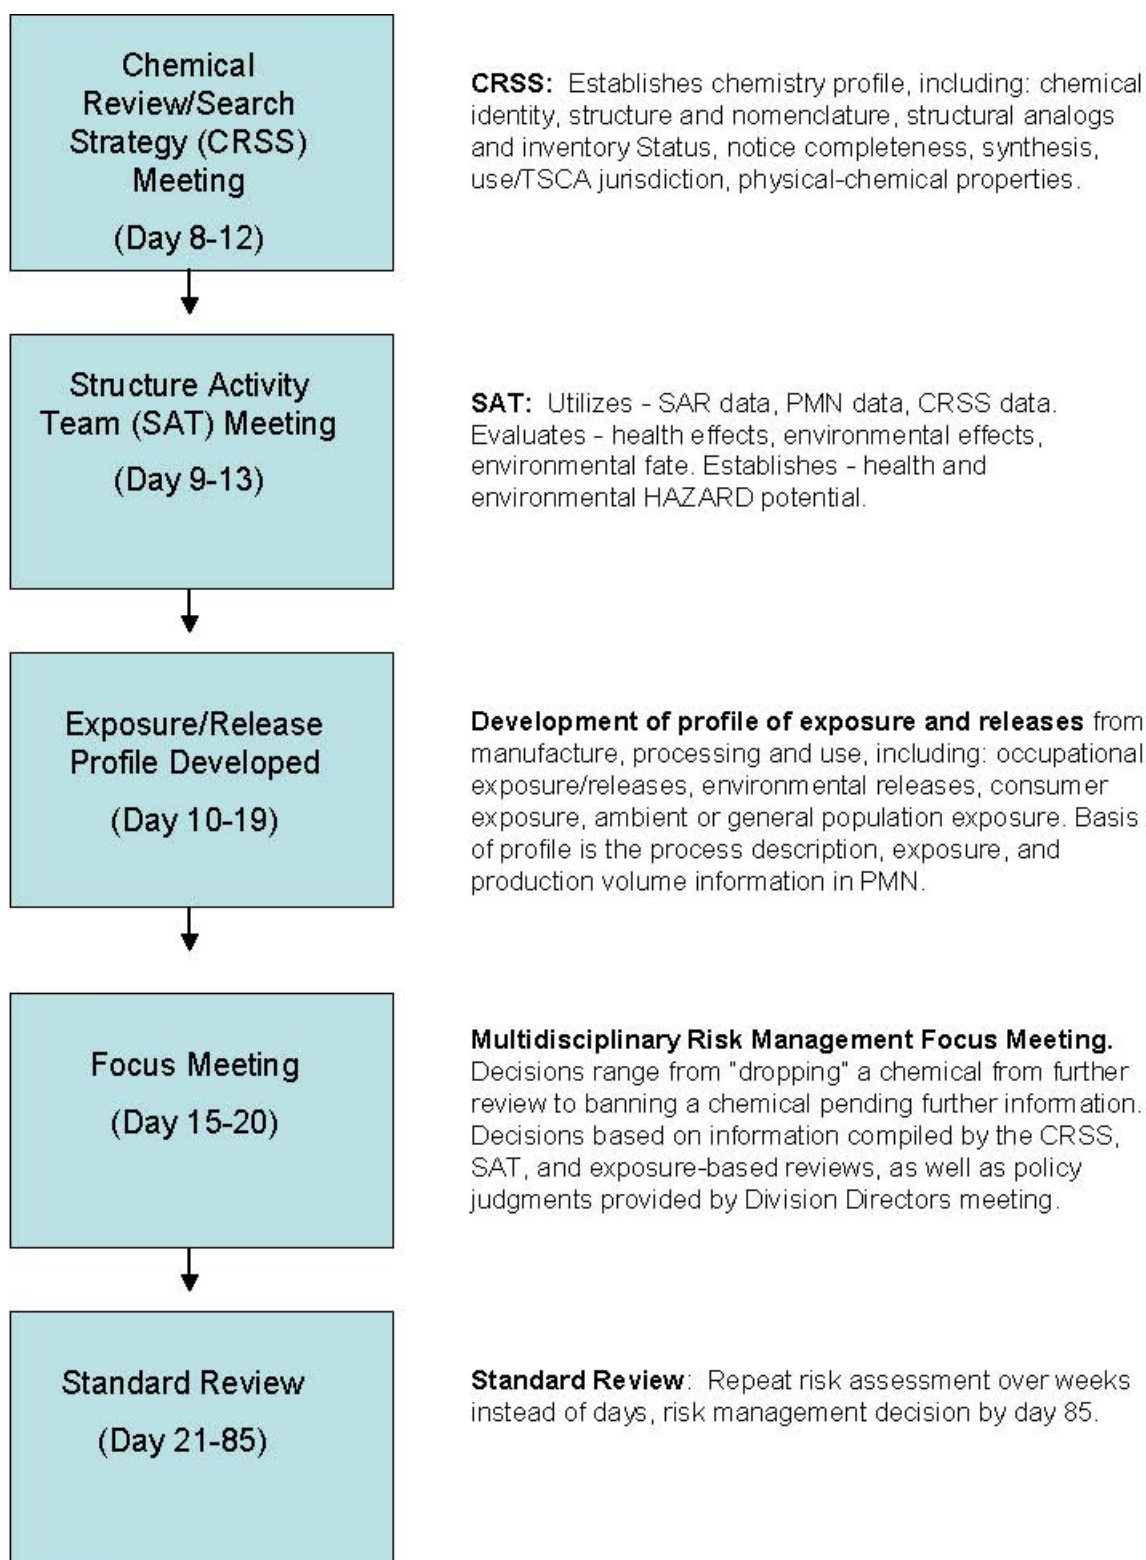 Chemical
Review/Search
Strategy (CRSS)
Meeting
(Day 8-12)
CRSS: Establishes chemistry profile, including: chemical
identity, structure and nomenclature, structural analogs
and inventory Status, notice completeness, synthesis,
use/TSCA jurisdiction, physical-chemical properties.
Structure Activity
Team (SAT) Meeting
(Day 9-13)
SAT: Utilizes - SAR data, PMN data, CRSS data.
Evaluates - health effects, environmental effects,
environmental fate. Establishes - health and
environmental HAZARD potential.
Exposure/Release
Profile Developed
(Day 10-19)
Development of profile of exposure and releases from
manufacture, processing and use, including: occupational
exposure/releases, environmental releases, consumer
exposure, ambient or general population exposure. Basis
of profile is the process description, exposure, and
production volume information in PMN.
Focus Meeting
(Day 15-20)
Multidisciplinary Risk Management Focus Meeting.
Decisions range from "dropping" a chemical from further
review to banning a chemical pending further information.
Decisions based on information compiled by the CRSS,
SAT, and exposure-based reviews, as well as policy
judgments provided by Division Directors meeting.
Standard Review
(Day 21-85)
Standard Review: Repeat risk assessment over weeks
instead of days, risk management decision by day 85.